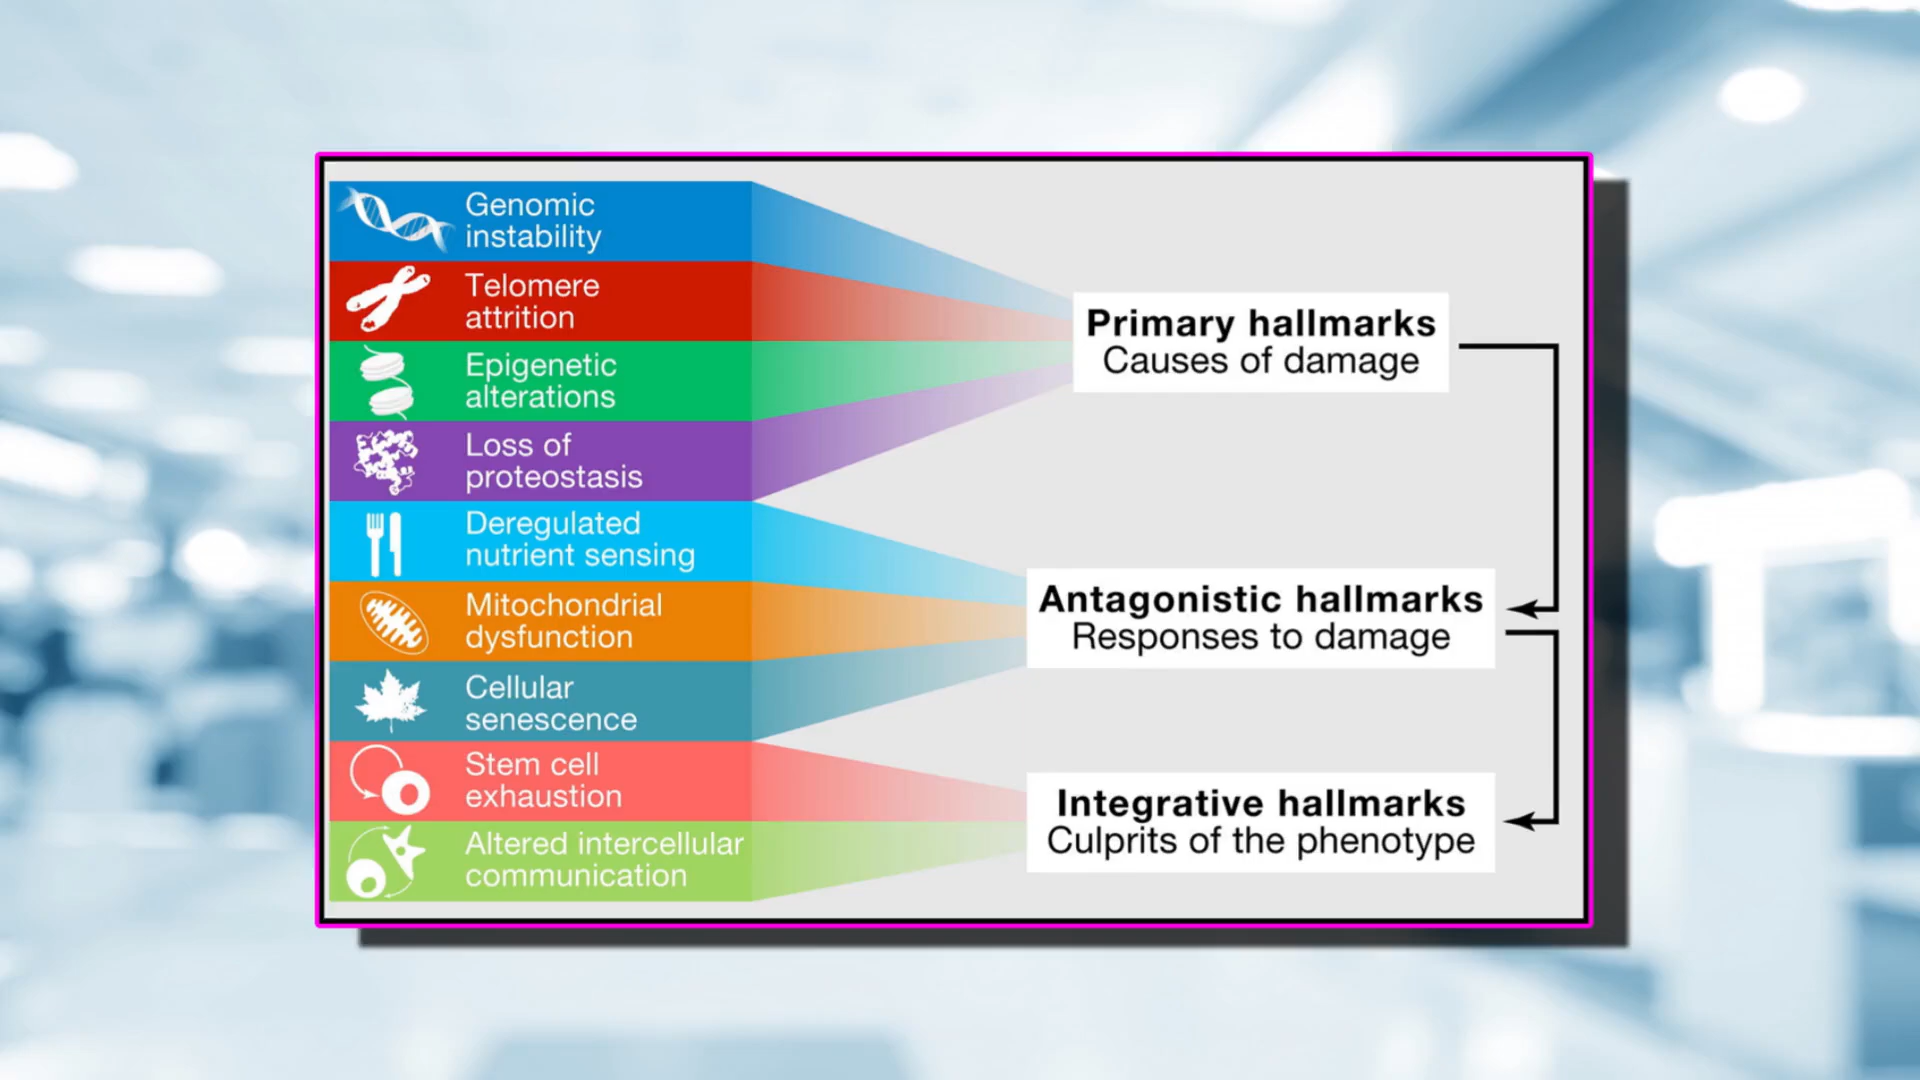 Genomic
instability
Telomere
attrition
Epigenetic
alterations
Loss of
proteostasis
Deregulated
nutrient sensing
Mitochondrial
dysfunction
Cellular
senescence
Stem cell
exhaustion
Altered intercellular
communication
Primary hallmarks
Causes of damage
Antagonistic hallmarks
Responses to damage
Integrative hallmarks
Culprits of the phenotype